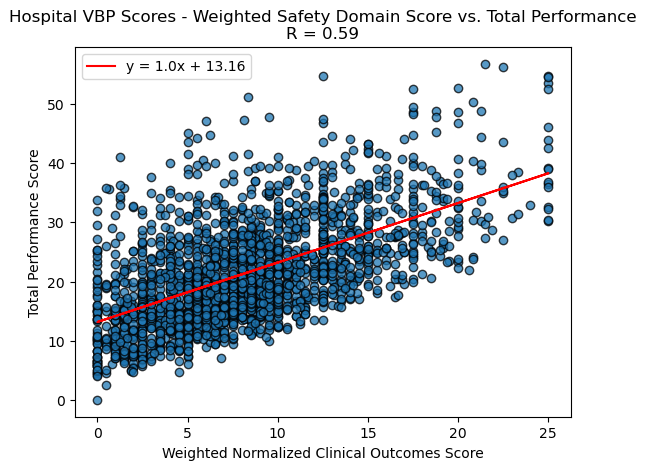 Hospital VBP Scores - Weighted Safety Domain Score vs. Total Performance
R = 0.59
y = 1.0x + 13.16
Total Performance Score
50
40
30
20
10
0
0 5 10 15 20 25
Weighted Normalized Clinical Outcomes Score